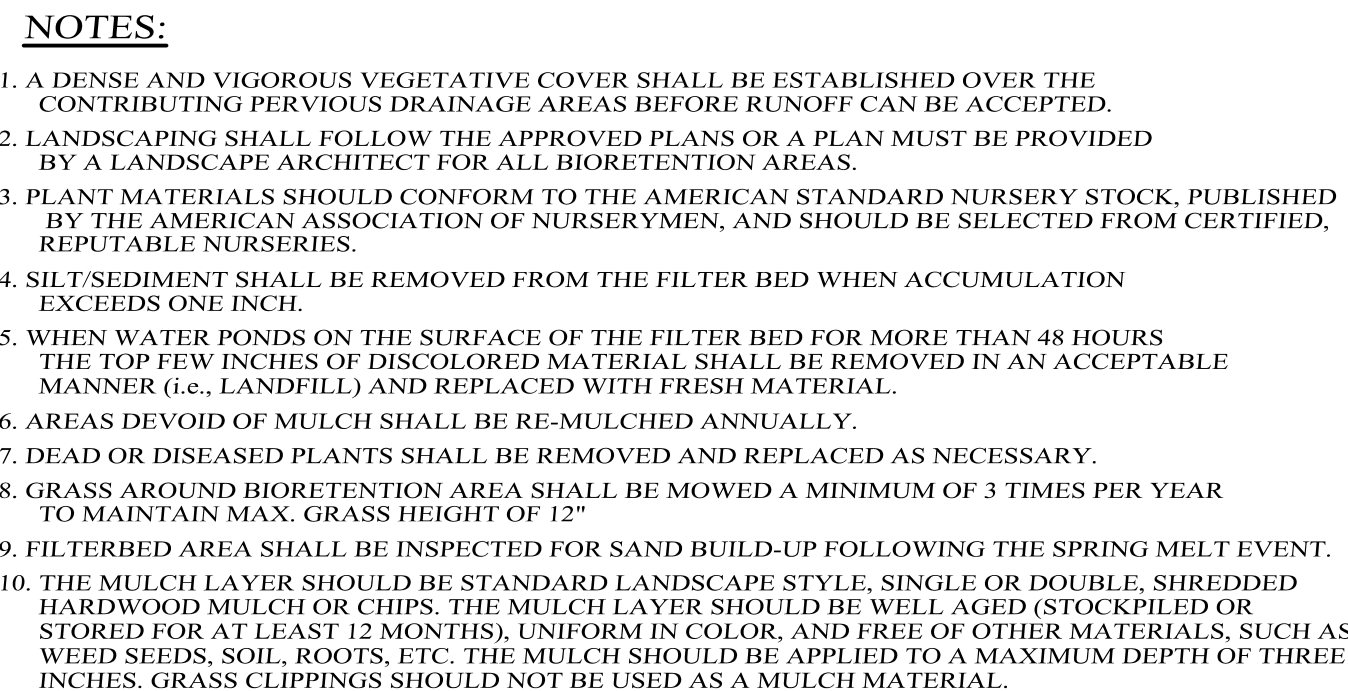 NOTES:
1. A DENSE AND VIGOROUS VEGETATIVE COVER SHALL BE ESTABLISHED OVER THE
CONTRIBUTING PERVIOUS DRAINAGE AREAS BEFORE RUNOFF CAN BE ACCEPTED.
2. LANDSCAPING SHALL FOLLOW THE APPROVED PLANS OR A PLAN MUST BE PROVIDED
BY A LANDSCAPE ARCHITECT FOR ALL BIORETENTION AREAS.
3. PLANT MATERIALS SHOULD CONFORM TO THE AMERICAN STANDARD NURSERY STOCK, PUBLISHED
BY THE AMERICAN ASSOCIATION OF NURSERYMEN, AND SHOULD BE SELECTED FROM CERTIFIED,
REPUTABLE NURSERIES.
4. SILT/SEDIMENT SHALL BE REMOVED FROM THE FILTER BED WHEN ACCUMULATION
EXCEEDS ONE INCH.
5. WHEN WATER PONDS ON THE SURFACE OF THE FILTER BED FOR MORE THAN 48 HOURS
THE TOP FEW INCHES OF DISCOLORED MATERIAL SHALL BE REMOVED IN AN ACCEPTABLE
MANNER (i.e., LANDFILL) AND REPLACED WITH FRESH MATERIAL.
6. AREAS DEVOID OF MULCH SHALL BE RE-MULCHED ANNUALLY.
7. DEAD OR DISEASED PLANTS SHALL BE REMOVED AND REPLACED AS NECESSARY.
8. GRASS AROUND BIORETENTION AREA SHALL BE MOWED A MINIMUM OF 3 TIMES PER YEAR
TO MAINTAIN MAX. GRASS HEIGHT OF 12"
9. FILTERBED AREA SHALL BE INSPECTED FOR SAND BUILD-UP FOLLOWING THE SPRING MELT EVENT.
10. THE MULCH LAYER SHOULD BE STANDARD LANDSCAPE STYLE, SINGLE OR DOUBLE, SHREDDED
HARDWOOD MULCH OR CHIPS. THE MULCH LAYER SHOULD BE WELL AGED (STOCKPILED OR
STORED FOR AT LEAST 12 MONTHS), UNIFORM IN COLOR, AND FREE OF OTHER MATERIALS, SUCH AS
WEED SEEDS, SOIL, ROOTS, ETC. THE MULCH SHOULD BE APPLIED TO A MAXIMUM DEPTH OF THREE
INCHES. GRASS CLIPPINGS SHOULD NOT BE USED AS A MULCH MATERIAL.